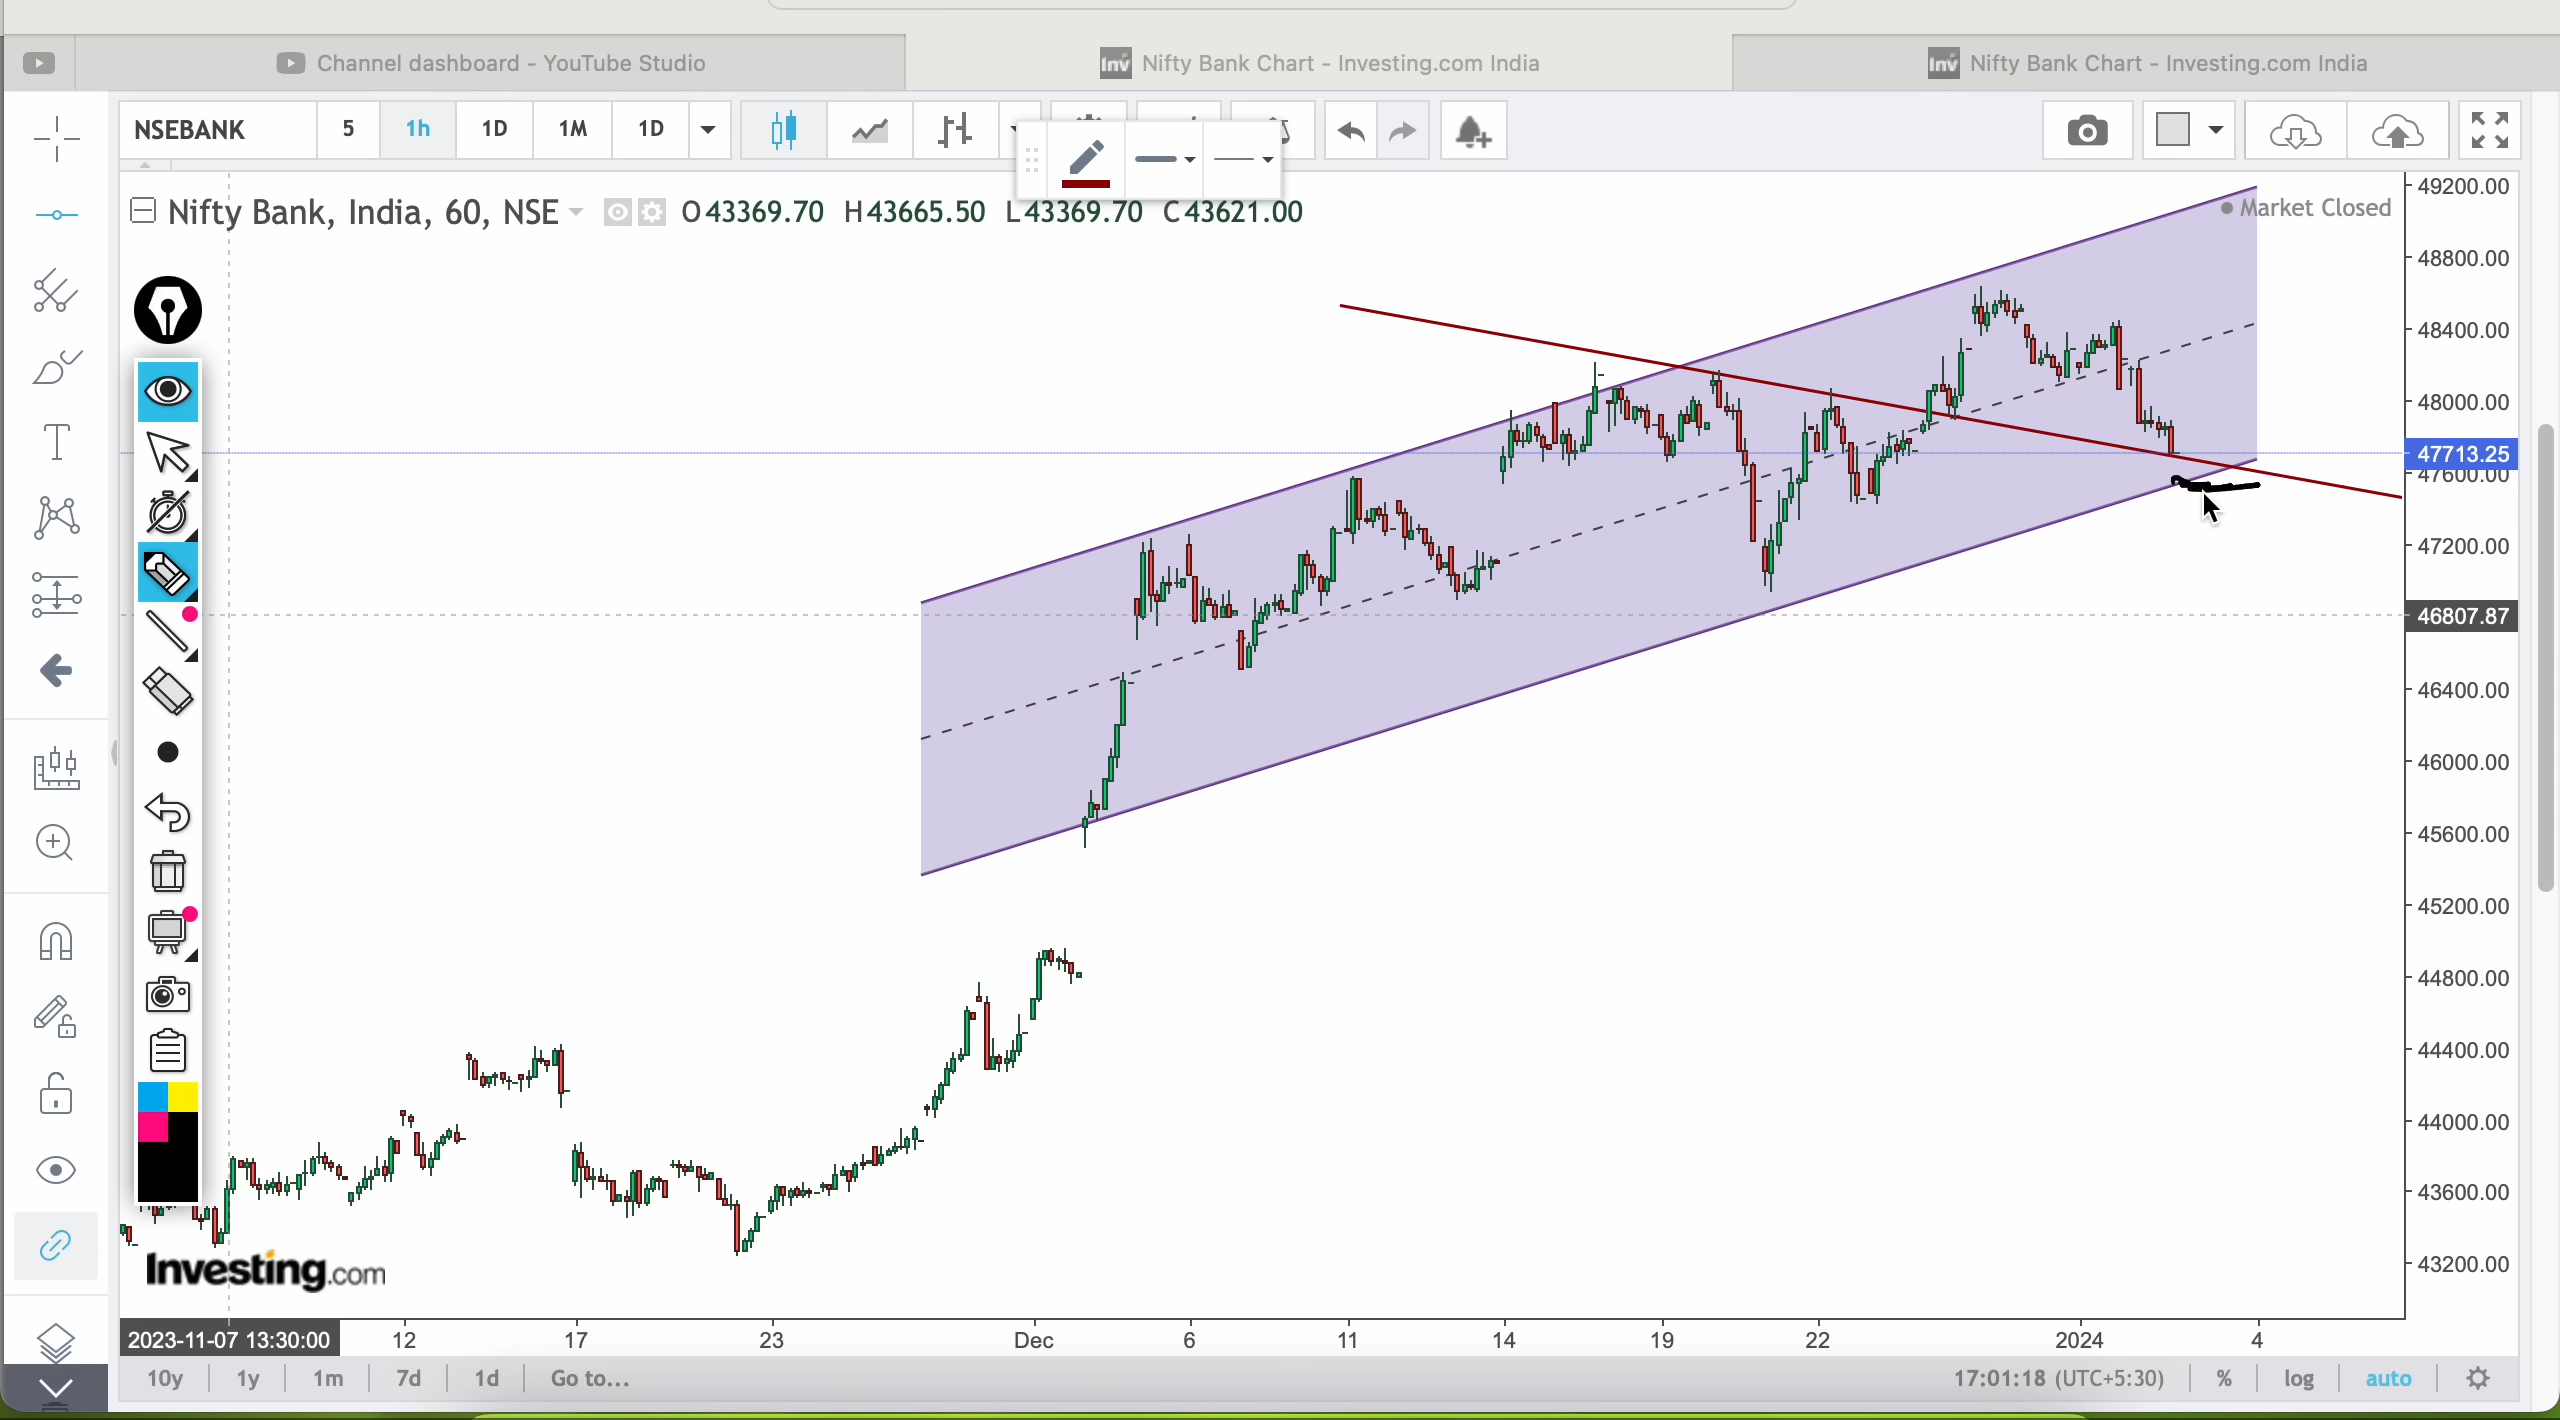 Channel dashboard - YouTube Studio
Nifty Bank Chart - Investing.com India
Nifty Bank Chart - Investing.com India
NSEBANK 5 1h 1D 1M 1D
Nifty Bank, India, 60, NSE O43369.70 H43665.50 L43369.70 C43621.00
Market Closed
49200.00
48800.00
48400.00
48000.00
47713.25
47600.00
47200.00
46807.87
46400.00
46000.00
45600.00
45200.00
44800.00
44400.00
44000.00
43600.00
43200.00
Investing.com
2023-11-07 13:30:00 12 17 23 Dec 6 11 14 19 22 2024 4
10y 1y 1m 7d 1d Go to... 17:01:18 (UTC+5:30) % log auto